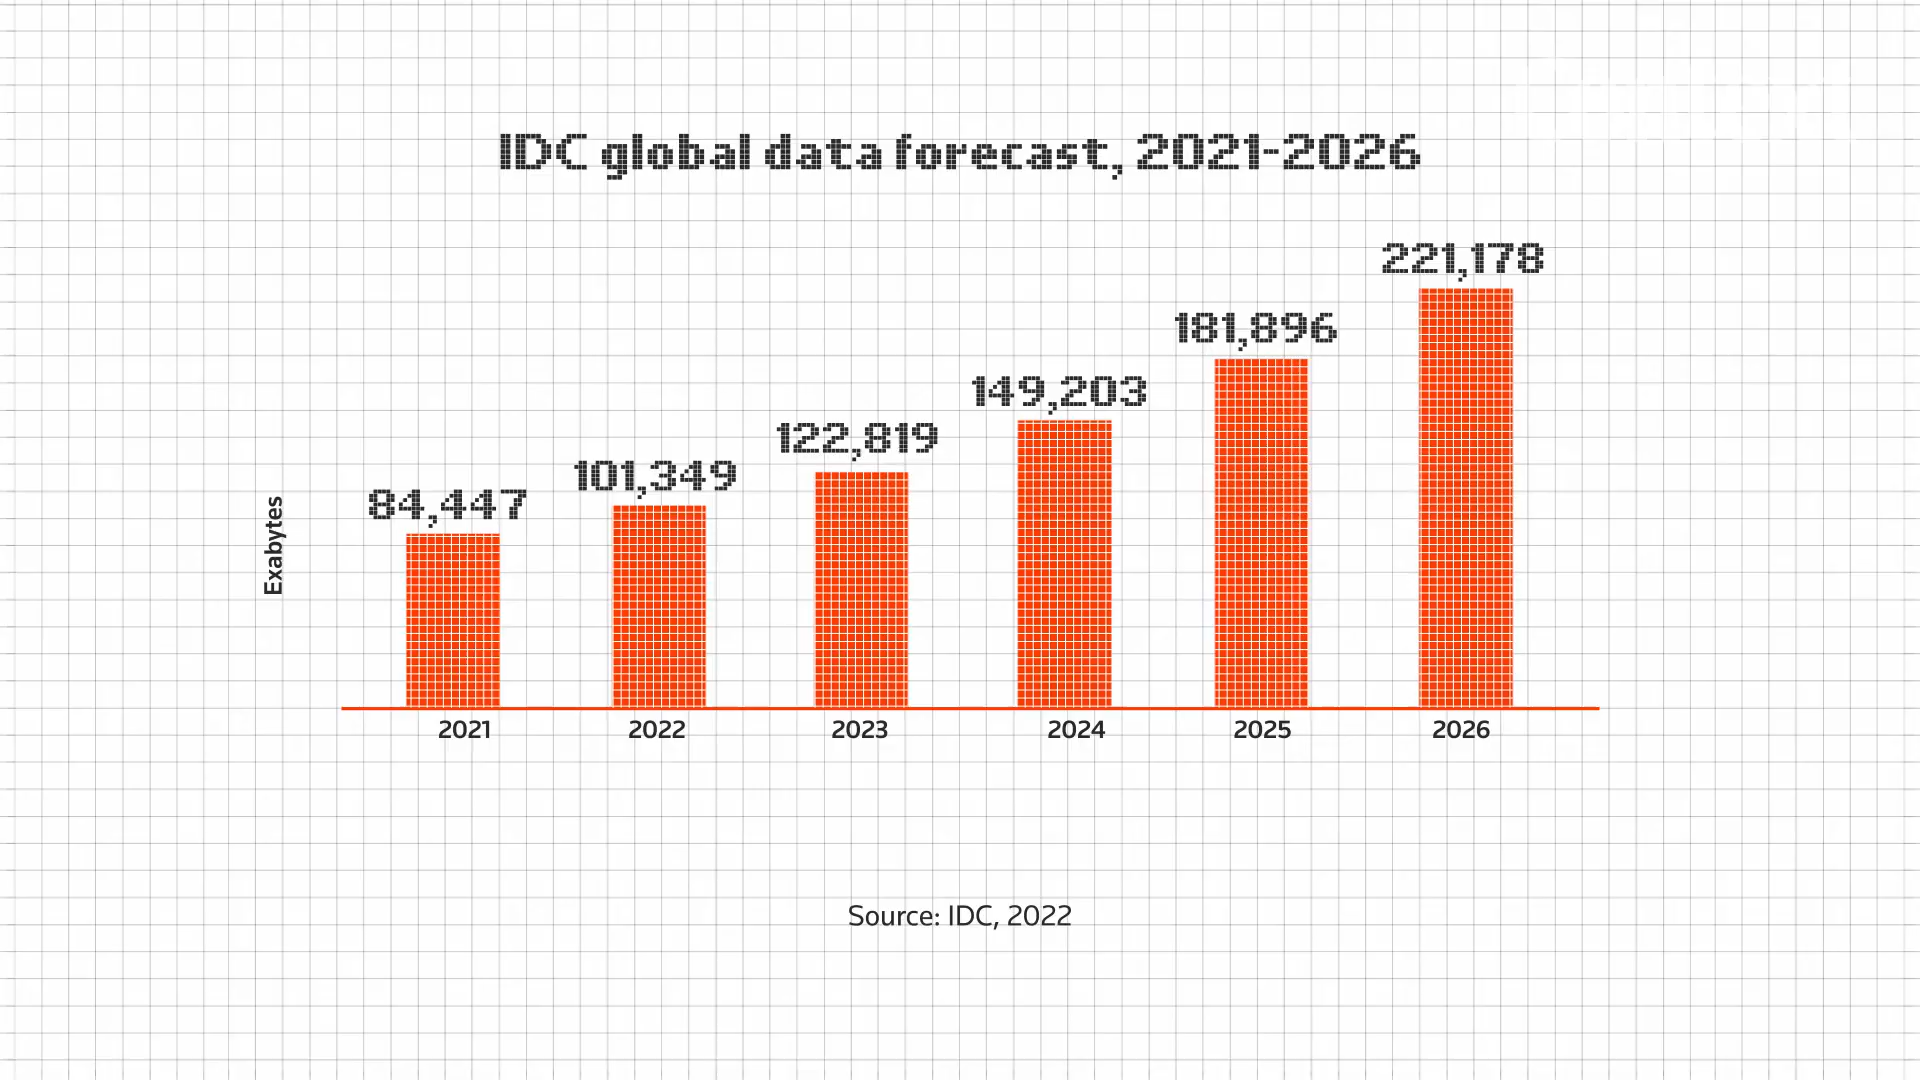 IDC global data forecast, 2021-2026
221,178
181,896
149,203
122,819
101,349
84,447
Exabytes
2021 2022 2023 2024 2025 2026
Source: IDC, 2022